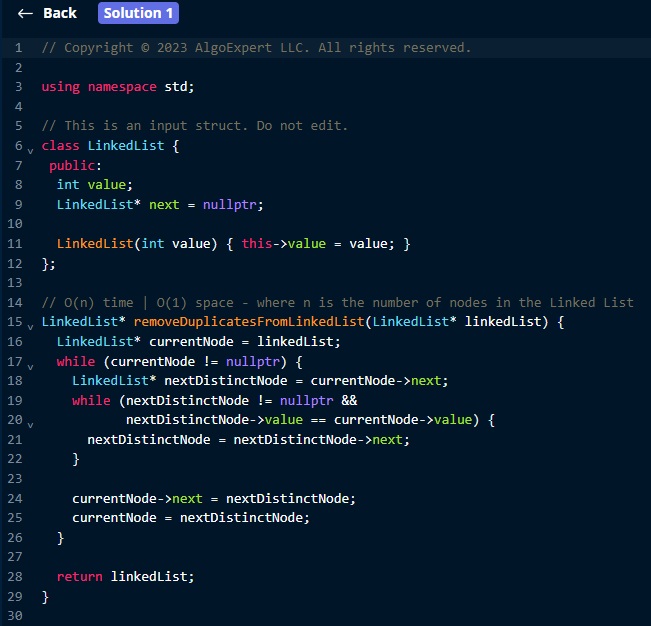 ← Back Solution 1
1 // Copyright © 2023 AlgoExpert LLC. All rights reserved.
2
3 using namespace std;
4
5 // This is an input struct. Do not edit.
6 class LinkedList {
7  public:
8   int value;
9   LinkedList* next = nullptr;
10
11   LinkedList(int value) { this->value = value; }
12 };
13
14 // O(n) time | O(1) space - where n is the number of nodes in the Linked List
15 LinkedList* removeDuplicatesFromLinkedList(LinkedList* linkedList) {
16   LinkedList* currentNode = linkedList;
17   while (currentNode != nullptr) {
18     LinkedList* nextDistinctNode = currentNode->next;
19     while (nextDistinctNode != nullptr &&
20            nextDistinctNode->value == currentNode->value) {
21       nextDistinctNode = nextDistinctNode->next;
22     }
23
24     currentNode->next = nextDistinctNode;
25     currentNode = nextDistinctNode;
26   }
27
28   return linkedList;
29 }
30